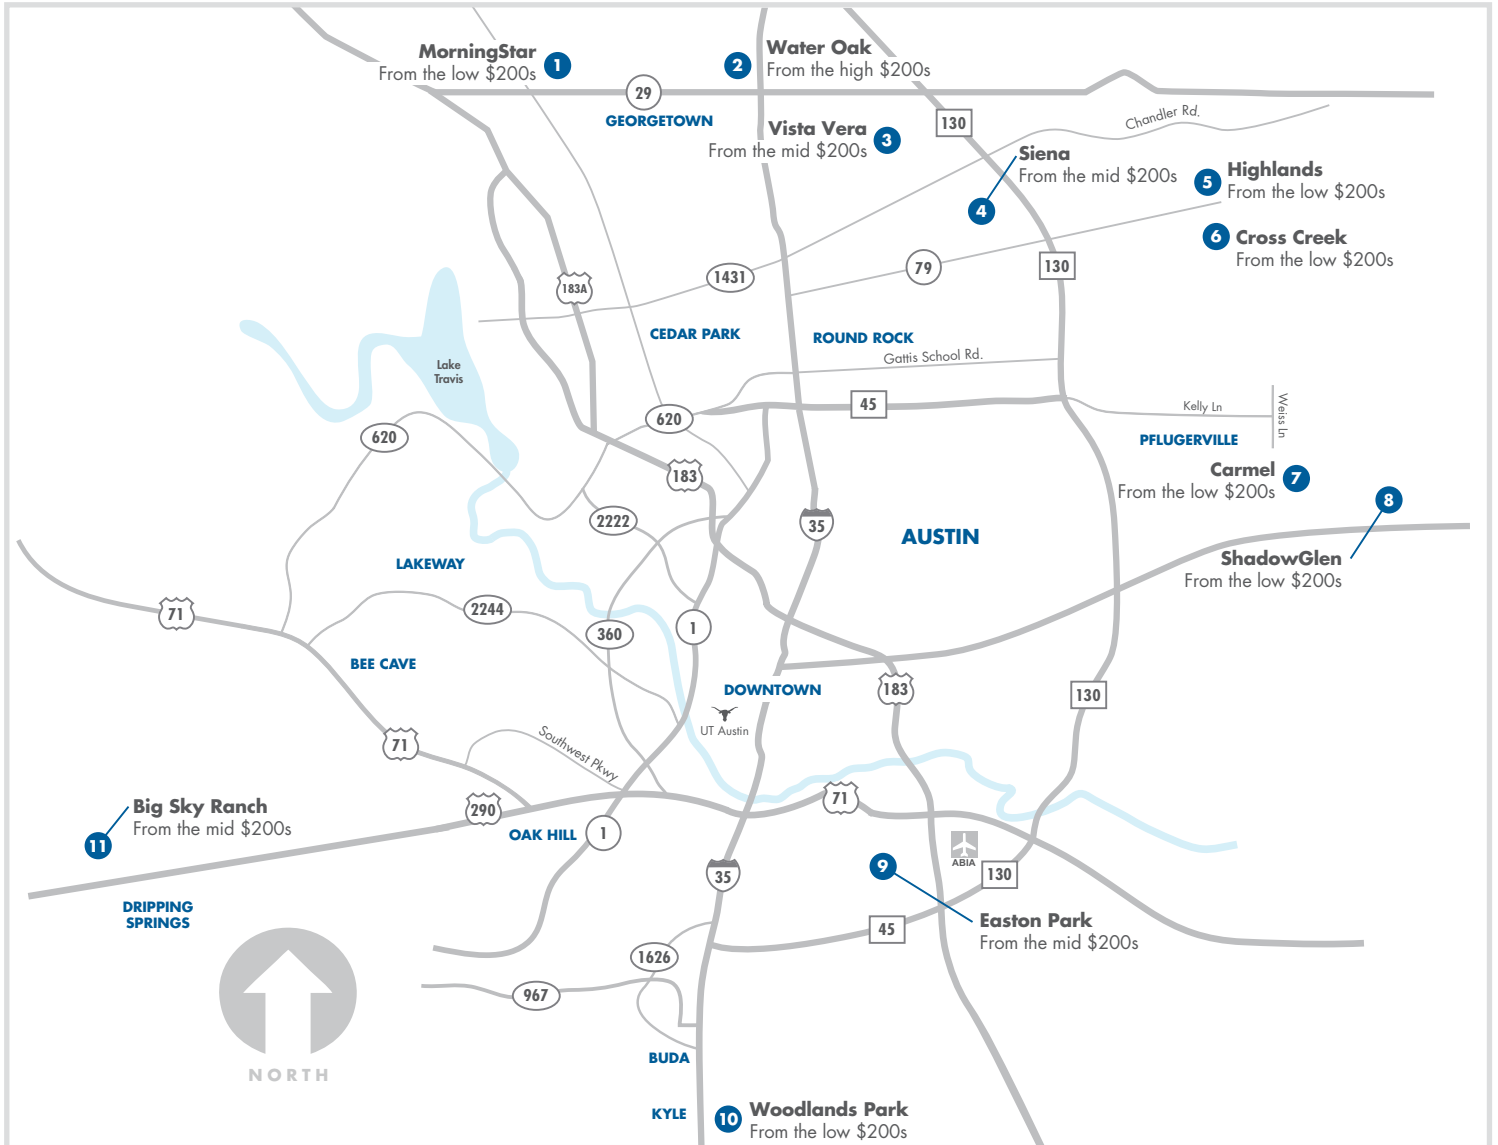 MorningStar
From the low $200s
1
2
Water Oak
From the high $200s
29
GEORGETOWN
Vista Vera
From the mid $200s
3
130
Chandler Rd.
Siena
From the mid $200s
4
5
Highlands
From the low $200s
6
Cross Creek
From the low $200s
183A
1431
79
130
CEDAR PARK
ROUND ROCK
Gattis School Rd.
Lake
Travis
620
620
45
Kelly Ln
Weiss Ln
PFLUGERVILLE
183
Carmel
From the low $200s
7
8
2222
35
AUSTIN
ShadowGlen
From the low $200s
LAKEWAY
71
2244
360
1
BEE CAVE
DOWNTOWN
183
130
UT Austin
71
Southwest Pkwy
290
71
Big Sky Ranch
From the mid $200s
11
OAK HILL
1
ABIA
35
9
130
DRIPPING
SPRINGS
Easton Park
From the mid $200s
45
1626
967
NORTH
BUDA
KYLE
10
Woodlands Park
From the low $200s